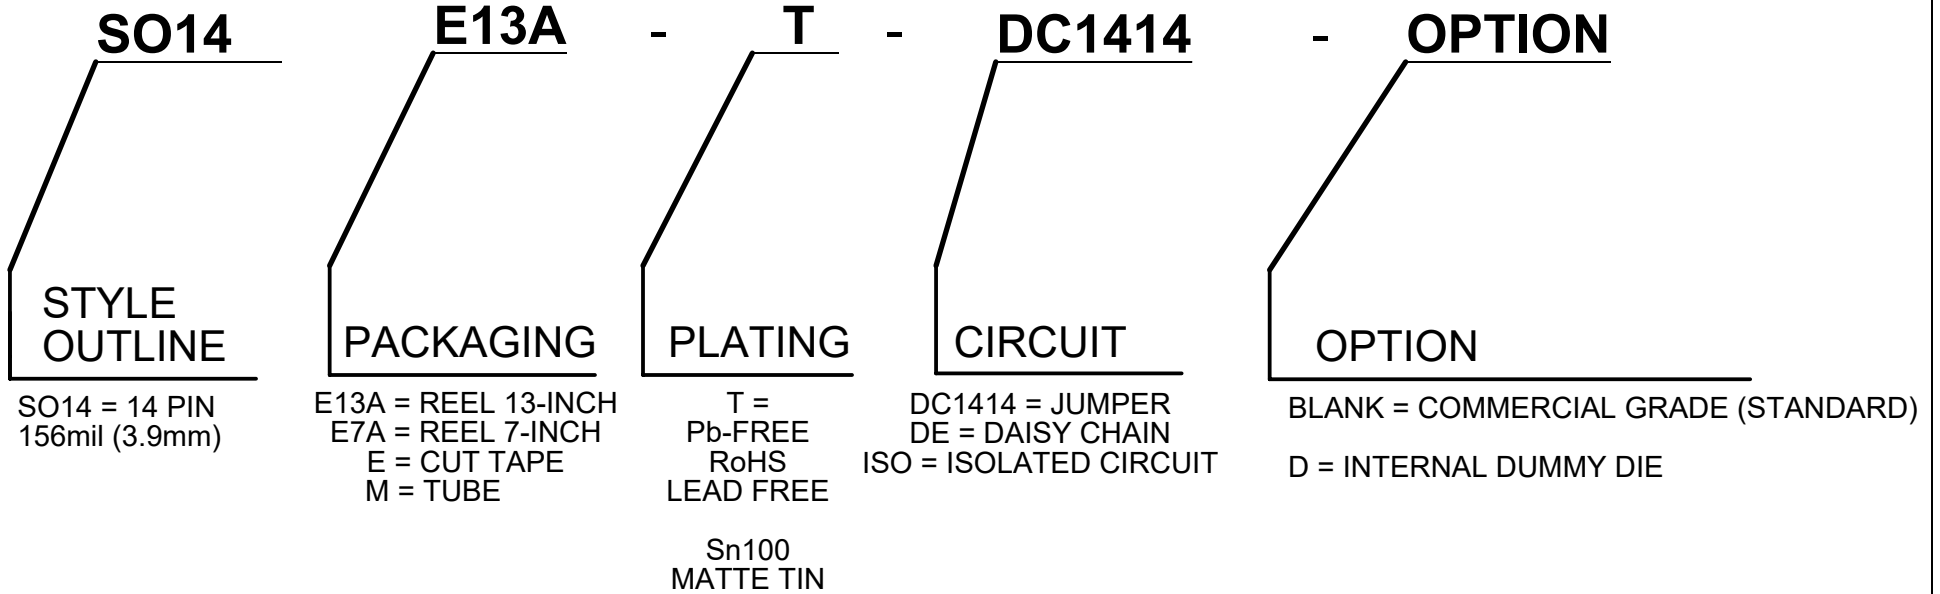 SO14 E13A - T - DC1414 - OPTION
STYLE
OUTLINE
SO14 = 14 PIN
156mil (3.9mm)
PACKAGING
E13A = REEL 13-INCH
E7A = REEL 7-INCH
E = CUT TAPE
M = TUBE
PLATING
T =
Pb-FREE
RoHS
LEAD FREE
Sn100
MATTE TIN
CIRCUIT
DC1414 = JUMPER
DE = DAISY CHAIN
ISO = ISOLATED CIRCUIT
OPTION
BLANK = COMMERCIAL GRADE (STANDARD)
D = INTERNAL DUMMY DIE